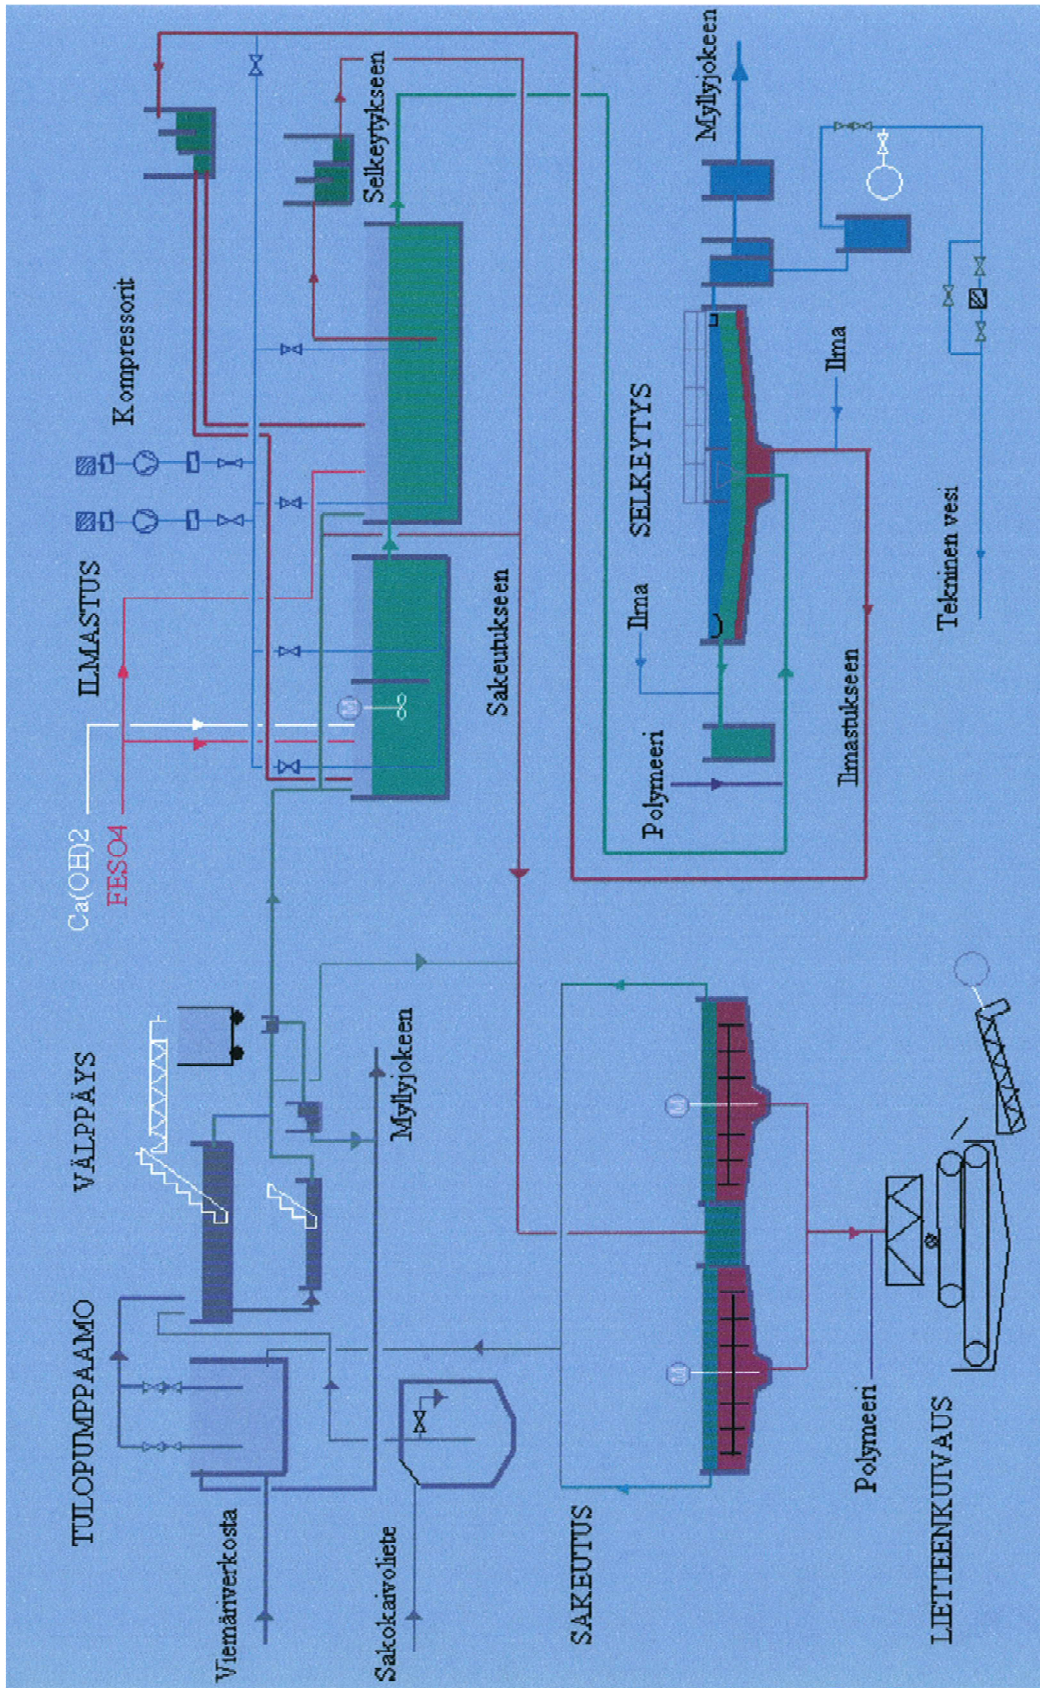 TULOPUMPPAAMO
VÄLPPÄYS
Ca(OH)2
FESO4
ILMASTUS
Kompressorit
Viemäriverkosta
Sakokaivoliete
Myllyjokeen
M
Selkeytykseen
Sakeutukseen
SAKEUTUS
M
M
Polymeeri
Ilma
SELKEYTYS
Myllyjokeen
Ilma
Ilmastukseen
Polymeeri
LIETTEENKUIVAUS
Tekninen vesi